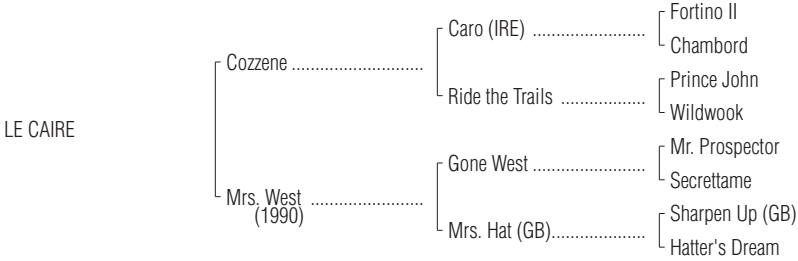 Fortino II
Caro (IRE) ........................
Chambord
Cozzene ............................
Prince John
Ride the Trails ..................
Wildwook
LE CAIRE
Mr. Prospector
Gone West ........................
Secrettame
Mrs. West ........................
(1990)
Sharpen Up (GB)
Mrs. Hat (GB)....................
Hatter's Dream